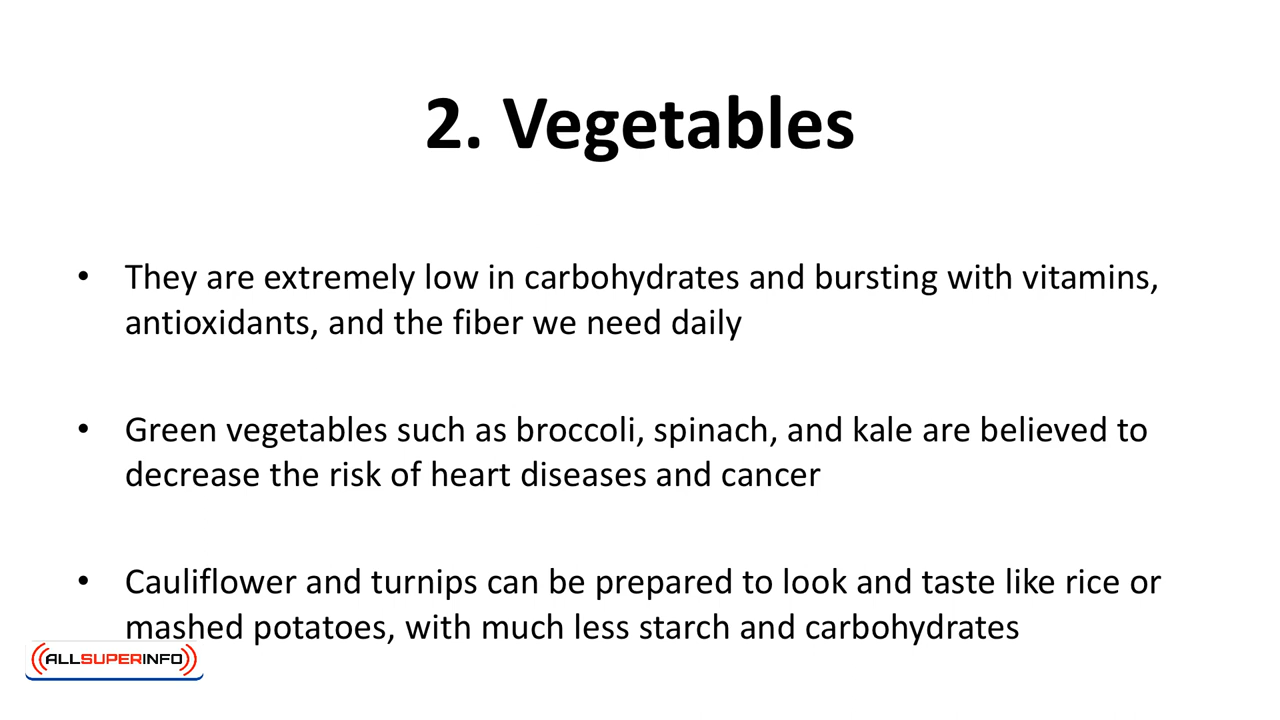 2. Vegetables
• They are extremely low in carbohydrates and bursting with vitamins,
antioxidants, and the fiber we need daily
• Green vegetables such as broccoli, spinach, and kale are believed to
decrease the risk of heart diseases and cancer
• Cauliflower and turnips can be prepared to look and taste like rice or
mashed potatoes, with much less starch and carbohydrates
ALLSUPERINFO